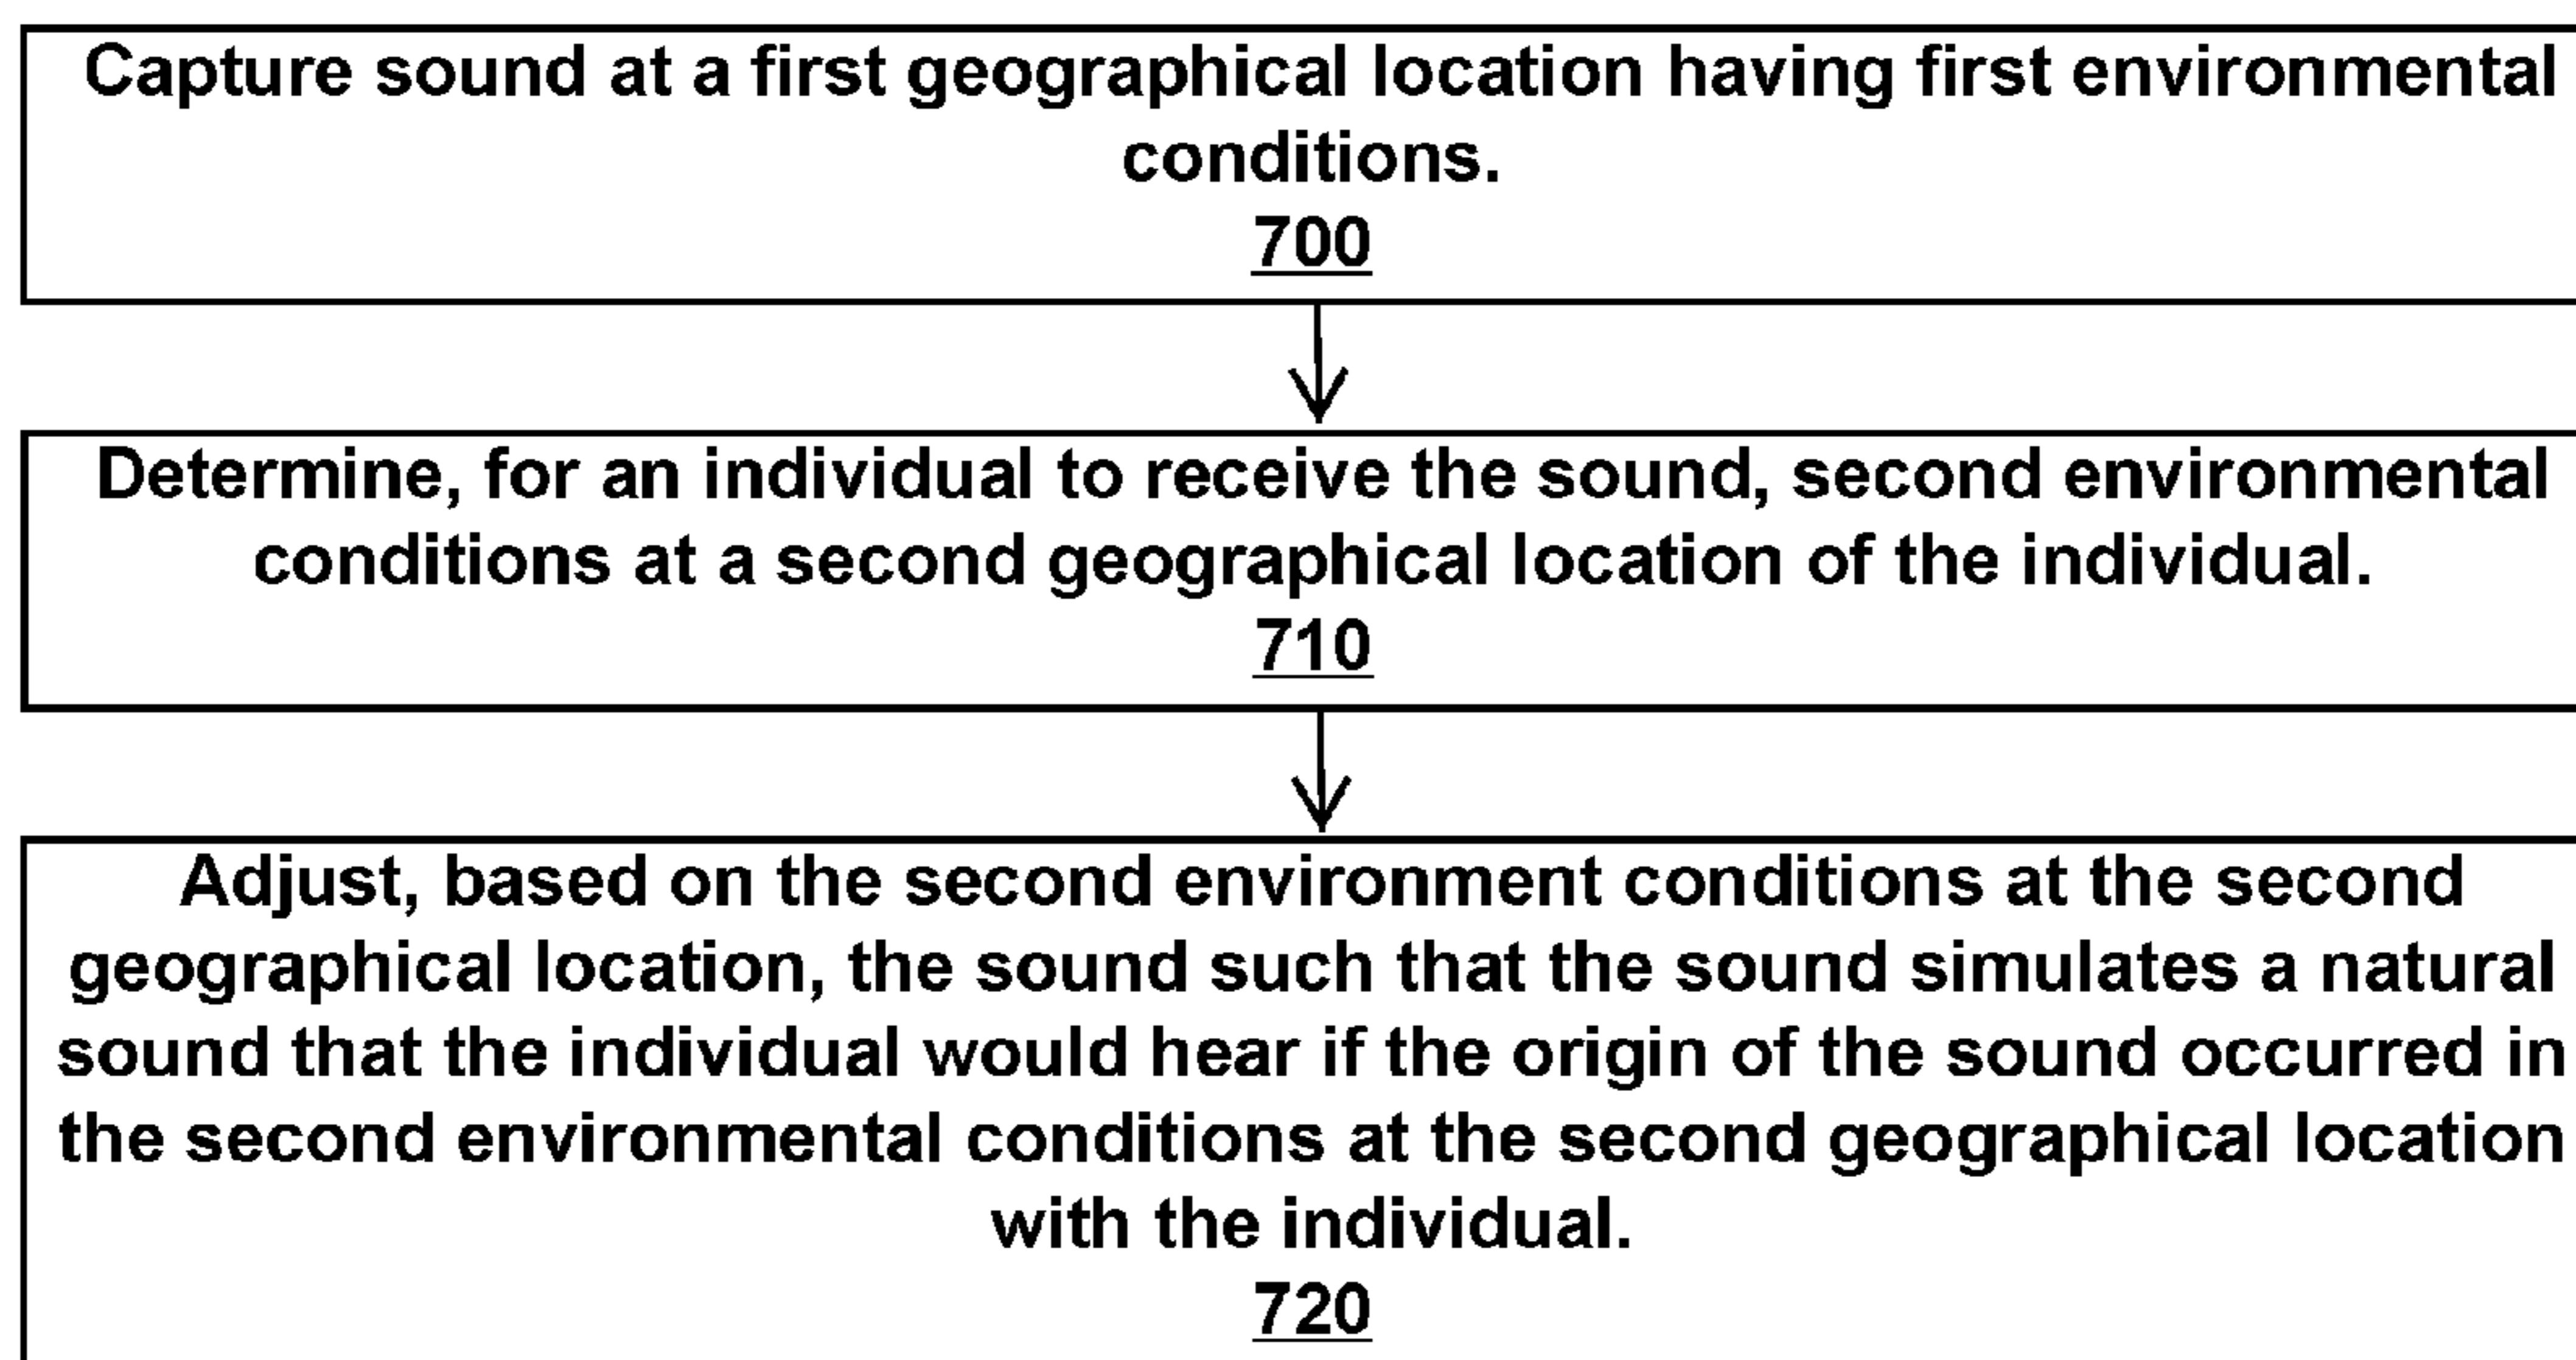 Capture sound at a first geographical location having first environmental
conditions.
700
Determine, for an individual to receive the sound, second environmental
conditions at a second geographical location of the individual.
710
Adjust, based on the second environment conditions at the second
geographical location, the sound such that the sound simulates a natural
sound that the individual would hear if the origin of the sound occurred in
the second environmental conditions at the second geographical location
with the individual.
720